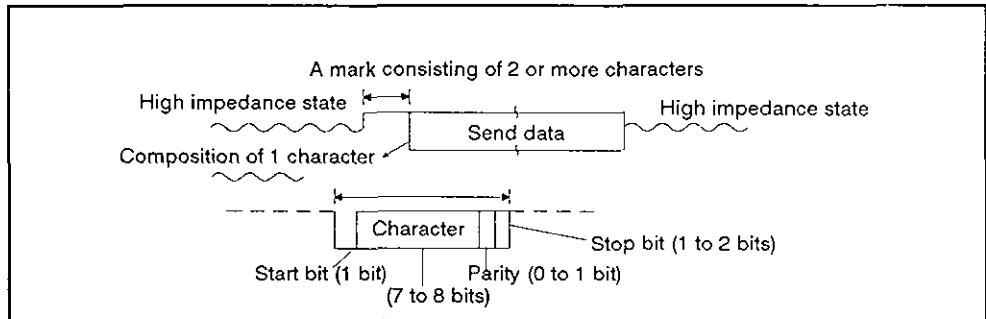 A mark consisting of 2 or more characters
High impedance state
High impedance state
Send data
Composition of 1 character
Character
Stop bit (1 to 2 bits)
Start bit (1 bit)
Parity (0 to 1 bit)
(7 to 8 bits)